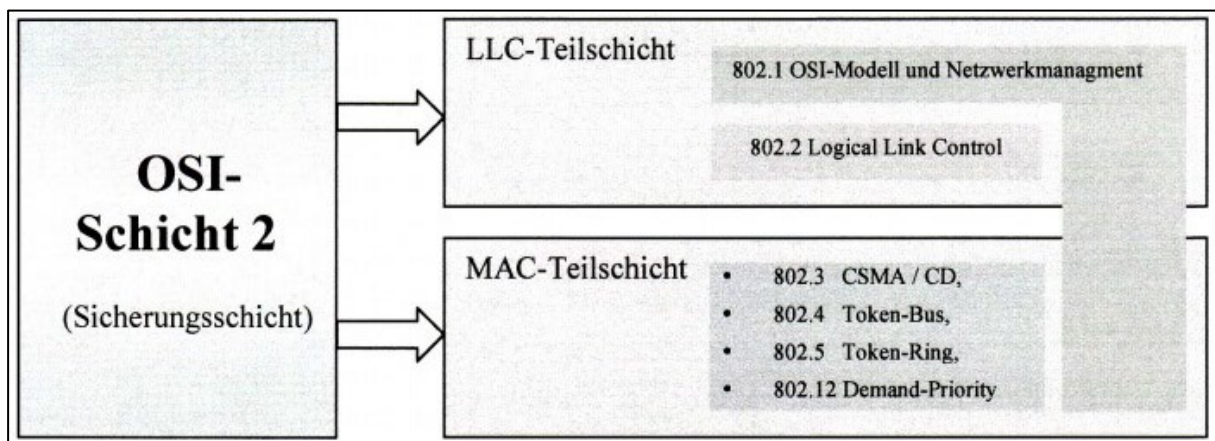 OSI-
Schicht 2
(Sicherungsschicht)
LLC-Teilschicht
802.1 OSI-Modell und Netzwerkmanagment
802.2 Logical Link Control
MAC-Teilschicht
• 802.3 CSMA / CD,
• 802.4 Token-Bus,
• 802.5 Token-Ring,
• 802.12 Demand-Priority